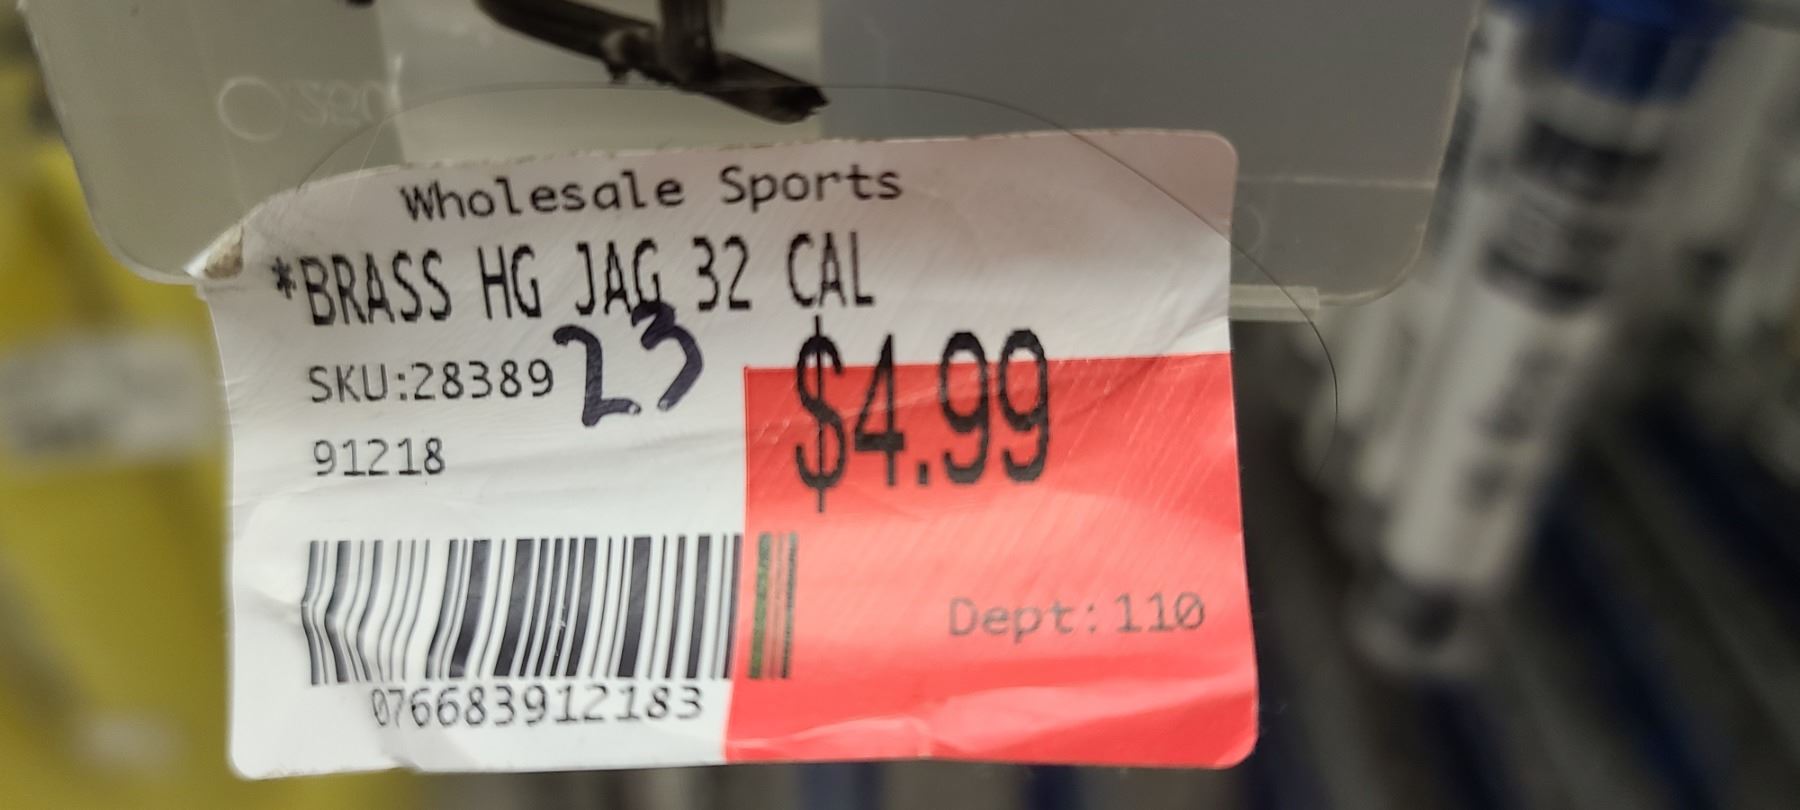 Wholesale Sports
*BRASS HG JAG 32 CAL
SKU:28389
23
$4.99
91218
Dept:110
076683912183